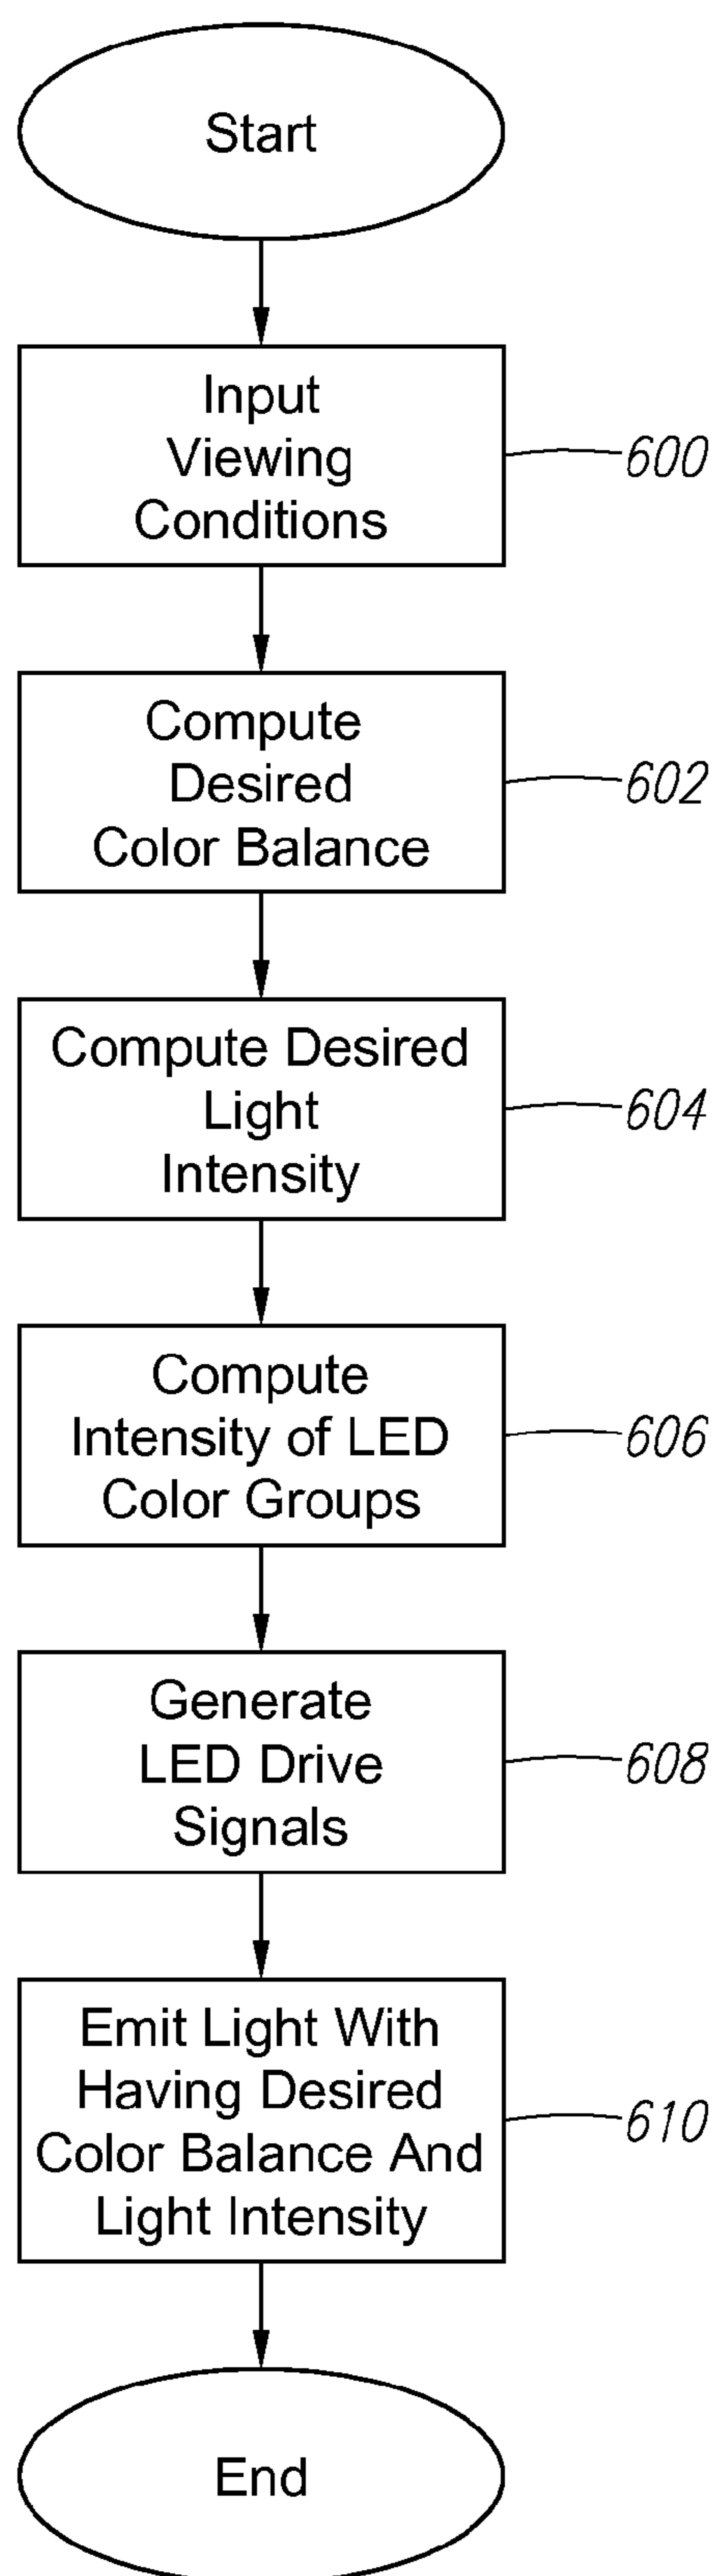 Start
Input
Viewing
Conditions
600
Compute
Desired
Color Balance
602
Compute Desired
Light
Intensity
604
Compute
Intensity of LED
Color Groups
606
Generate
LED Drive
Signals
608
Emit Light With
Having Desired
Color Balance And
Light Intensity
610
End